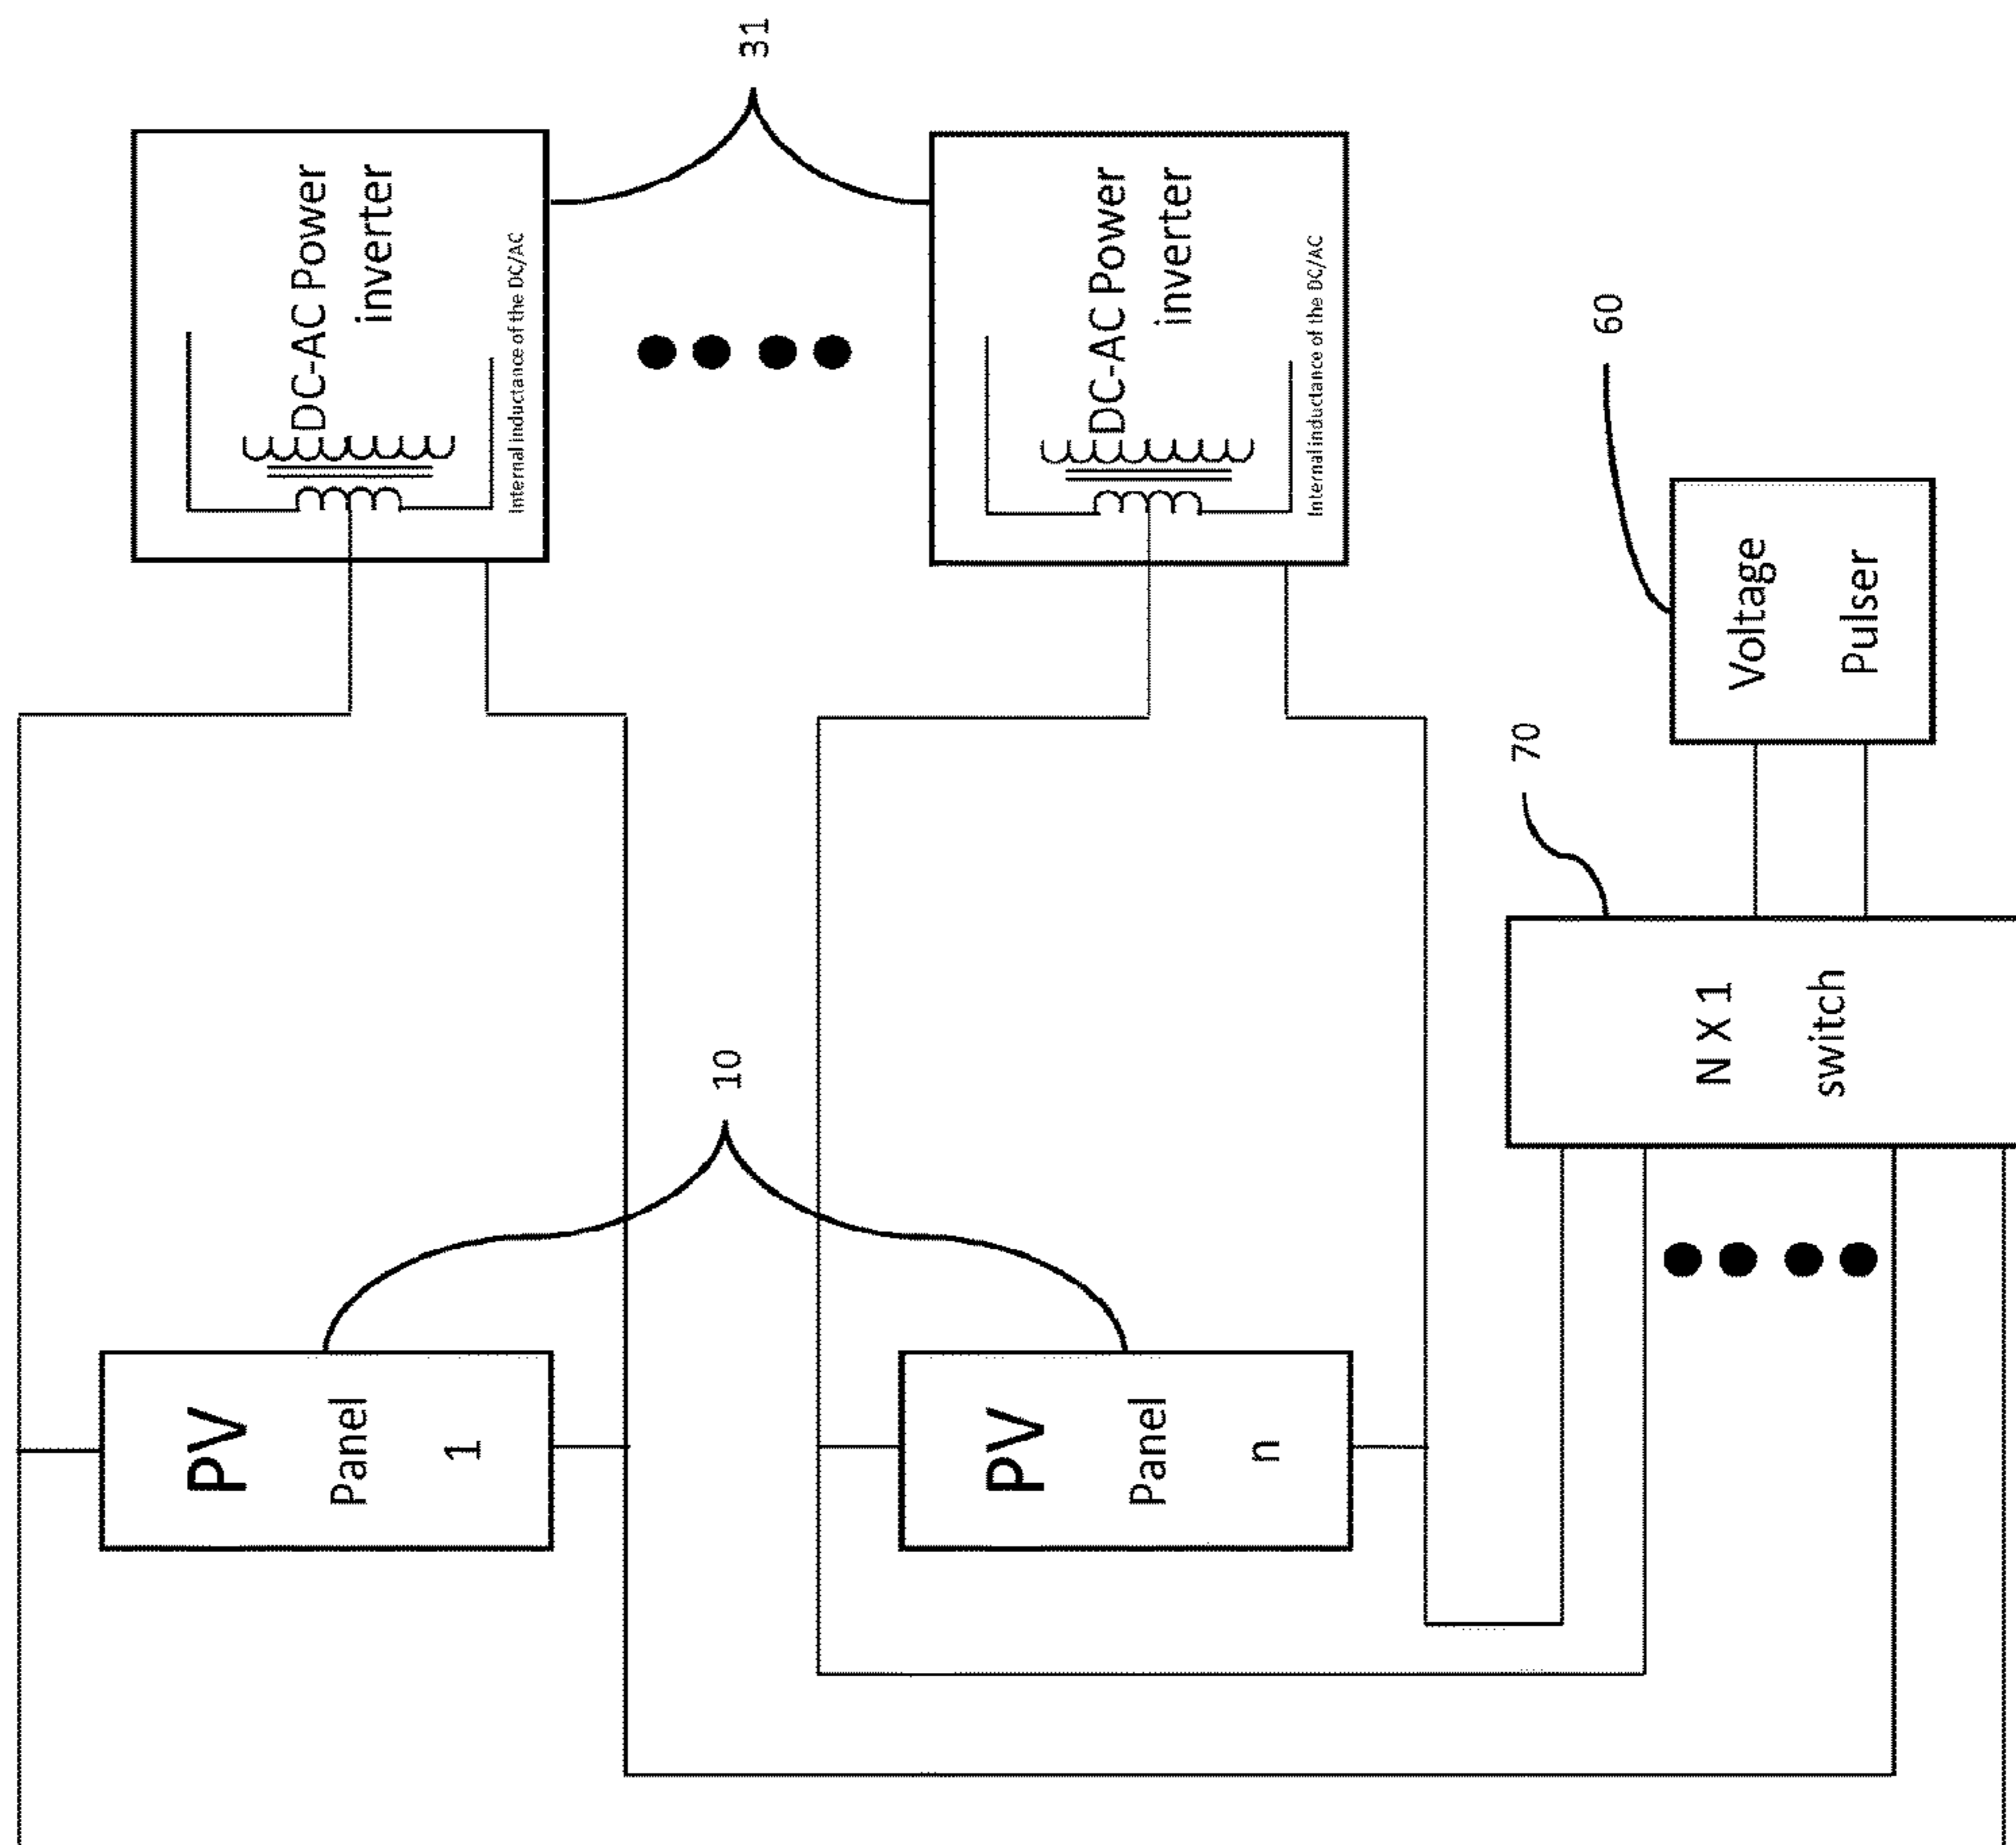 31
DC-AC Power
inverter
Internal inductance of the DC/AC
DC-AC Power
inverter
Internal inductance of the DC/AC
60
Voltage
Pulser
70
N X 1
switch
10
PV
Panel
1
PV
Panel
n